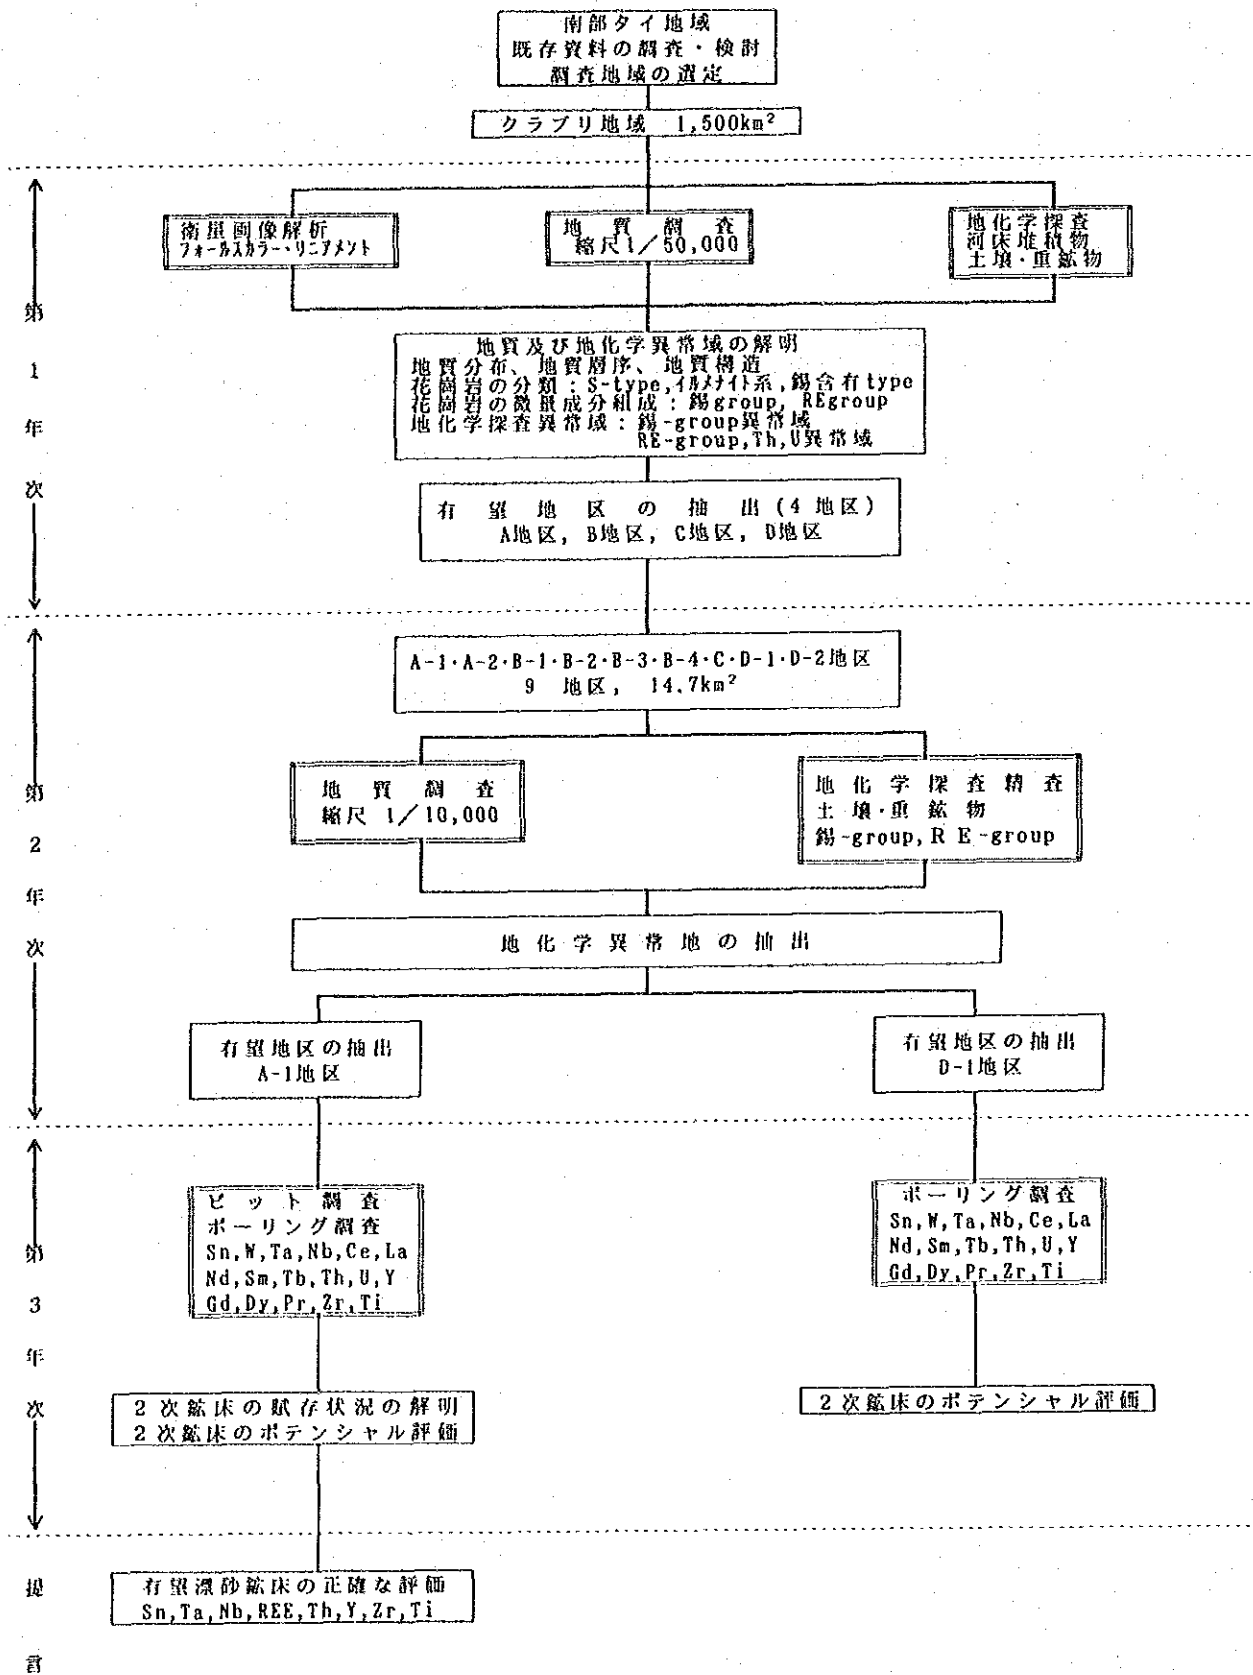 南部タイ地域
既存資料の調査・検討
調査地域の選定
クラブリ地域 1,500km²
第1年次
衛星画像解析
フォールスカラー・リニアメント
地質調査
縮尺1/50,000
地化学探査
河床堆積物
土壌・重鉱物
地質及び地化学異常域の解明
地質分布、地質層序、地質構造
花崗岩の分類：S-type,イルメナイト系,錫含有type
花崗岩の微量成分組成：錫group, REgroup
地化学探査異常域：錫-group異常域
RE-group,Th,U異常域
有望地区の抽出(4地区)
A地区, B地区, C地区, D地区
第2年次
A-1・A-2・B-1・B-2・B-3・B-4・C・D-1・D-2地区
9 地区, 14.7km²
地質調査
縮尺 1/10,000
地化学探査精査
土壌・重鉱物
錫-group,RE-group
地化学異常地の抽出
有望地区の抽出
A-1地区
有望地区の抽出
D-1地区
第3年次
ピット調査
ボーリング調査
Sn,W,Ta,Nb,Ce,La
Nd,Sm,Tb,Th,U,Y
Gd,Dy,Pr,Zr,Ti
ボーリング調査
Sn,W,Ta,Nb,Ce,La
Nd,Sm,Tb,Th,U,Y
Gd,Dy,Pr,Zr,Ti
2次鉱床の賦存状況の解明
2次鉱床のポテンシャル評価
2次鉱床のポテンシャル評価
提言
有望漂砂鉱床の正確な評価
Sn,Ta,Nb,REE,Th,Y,Zr,Ti